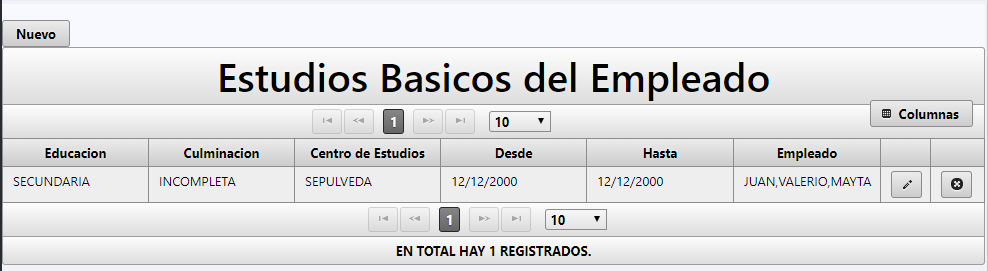 Nuevo
Estudios Basicos del Empleado
Columnas
1 10
Educacion Culminacion Centro de Estudios Desde Hasta Empleado
SECUNDARIA INCOMPLETA SEPULVEDA 12/12/2000 12/12/2000 JUAN,VALERIO,MAYTA
1 10
EN TOTAL HAY 1 REGISTRADOS.